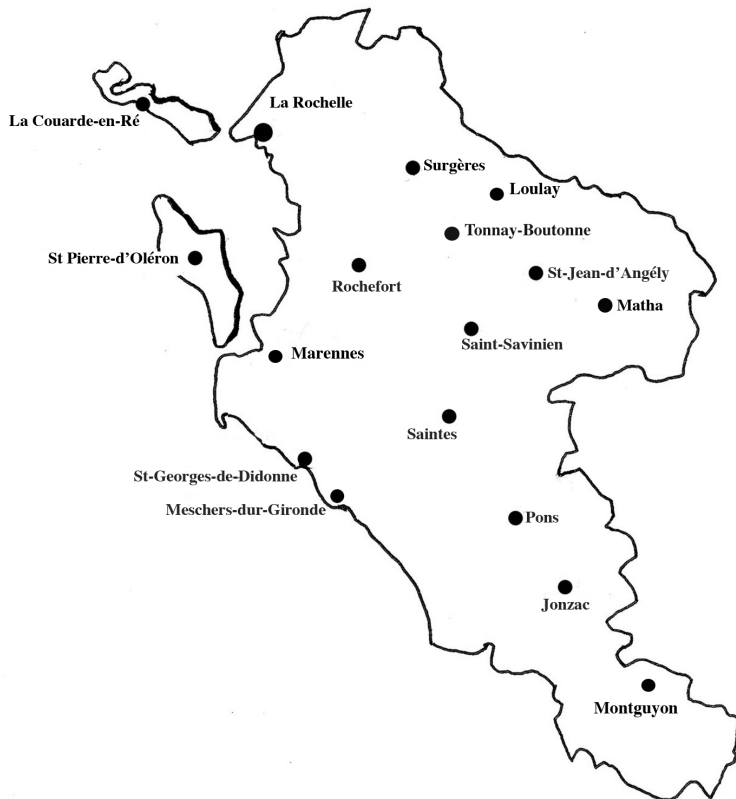 La Rochelle
La Couarde-en-Ré
Surgères
Loulay
Tonnay-Boutonne
St Pierre-d'Oléron
St-Jean-d'Angély
Rochefort
Matha
Saint-Savinien
Marennes
Saintes
St-Georges-de-Didonne
Meschers-dur-Gironde
Pons
Jonzac
Montguyon